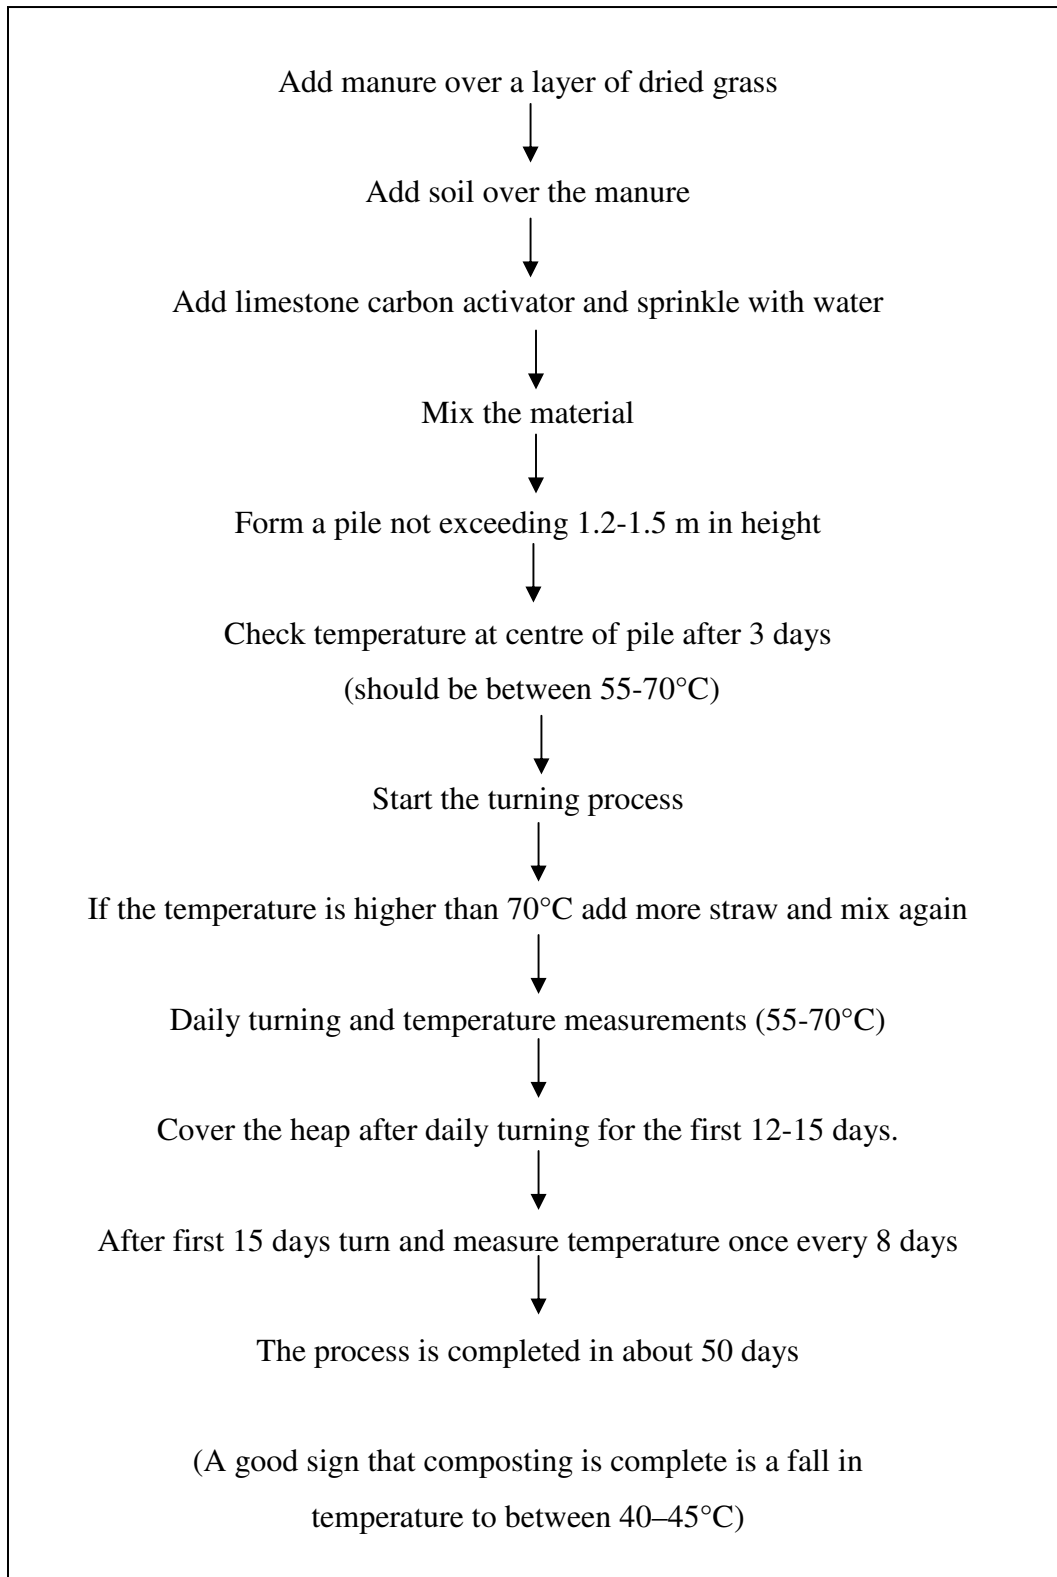 Add manure over a layer of dried grass
Add soil over the manure
Add limestone carbon activator and sprinkle with water
Mix the material
Form a pile not exceeding 1.2-1.5 m in height
Check temperature at centre of pile after 3 days
(should be between 55-70°C)
Start the turning process
If the temperature is higher than 70°C add more straw and mix again
Daily turning and temperature measurements (55-70°C)
Cover the heap after daily turning for the first 12-15 days.
After first 15 days turn and measure temperature once every 8 days
The process is completed in about 50 days
(A good sign that composting is complete is a fall in
temperature to between 40–45°C)